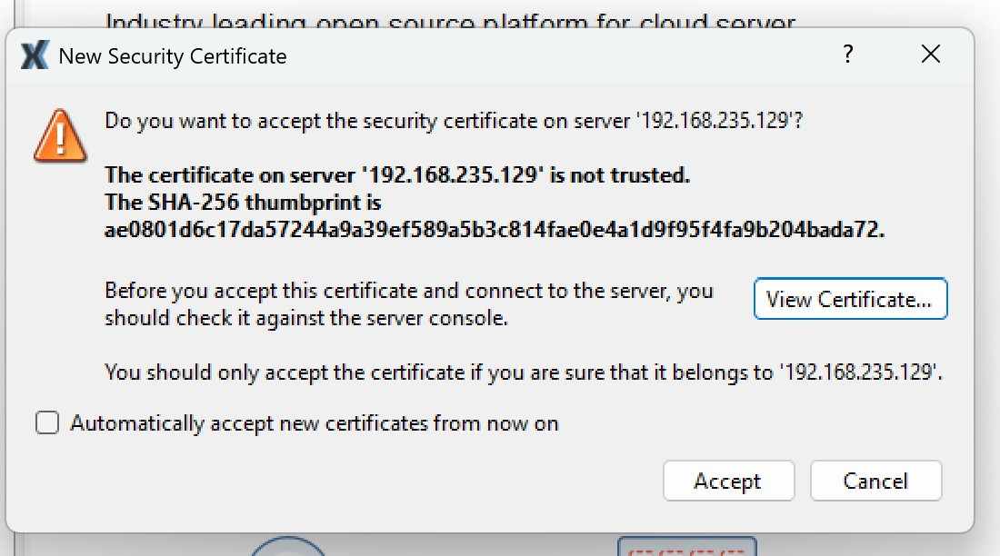 Industry leading open source platform for cloud server
New Security Certificate
?
Do you want to accept the security certificate on server '192.168.235.129'?
The certificate on server '192.168.235.129' is not trusted.
The SHA-256 thumbprint is
ae0801d6c17da57244a9a39ef589a5b3c814fae0e4a1d9f95f4fa9b204bada72.
Before you accept this certificate and connect to the server, you
should check it against the server console.
View Certificate...
You should only accept the certificate if you are sure that it belongs to '192.168.235.129'.
Automatically accept new certificates from now on
Accept
Cancel